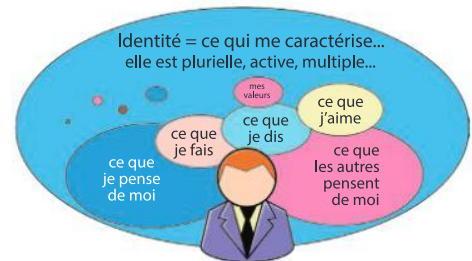 Identité = ce qui me caractérise...
elle est plurielle, active, multiple...
mes
valeurs
ce que
j'aime
ce que
je dis
ce que
je fais
ce que
je pense
de moi
ce que
les autres
pensent
de moi